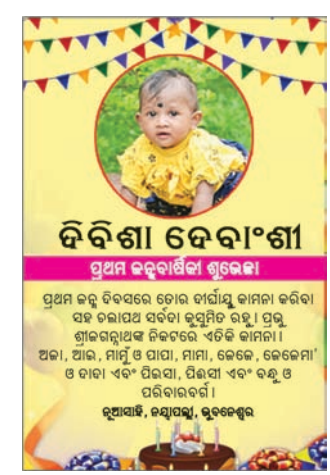 ଦିବିଶା ଦେବାଂଶୀ
ପ୍ରଥମ ଜନ୍ମବାର୍ଷିକୀ ଶୁଭେଚ୍ଛା
ପ୍ରଥମ ଜନ୍ମ ଦିବସରେ ତୋର ଦୀର୍ଘାୟୁ କାମନା କରିବା
ସହ ଚଲାପଥ ସର୍ବଦା କୁସୁମିତ ରହୁ। ପ୍ରଭୁ
ଶ୍ରୀଜଗନ୍ନାଥଙ୍କ ନିକଟରେ ଏତିକି କାମନା।
ଅଜା, ଆଈ, ମାମୁଁ ଓ ପାପା, ମାମା, ଜେଜେ, ଜେଜେମା'
ଓ ଦାଦା ଏବଂ ପିଇସା, ପିଉସୀ ଏବଂ ବନ୍ଧୁ ଓ
ପରିବାରବର୍ଗ।
ନୂଆସାହି, ନୟାପଲ୍ଲୀ, ଭୁବନେଶ୍ୱର